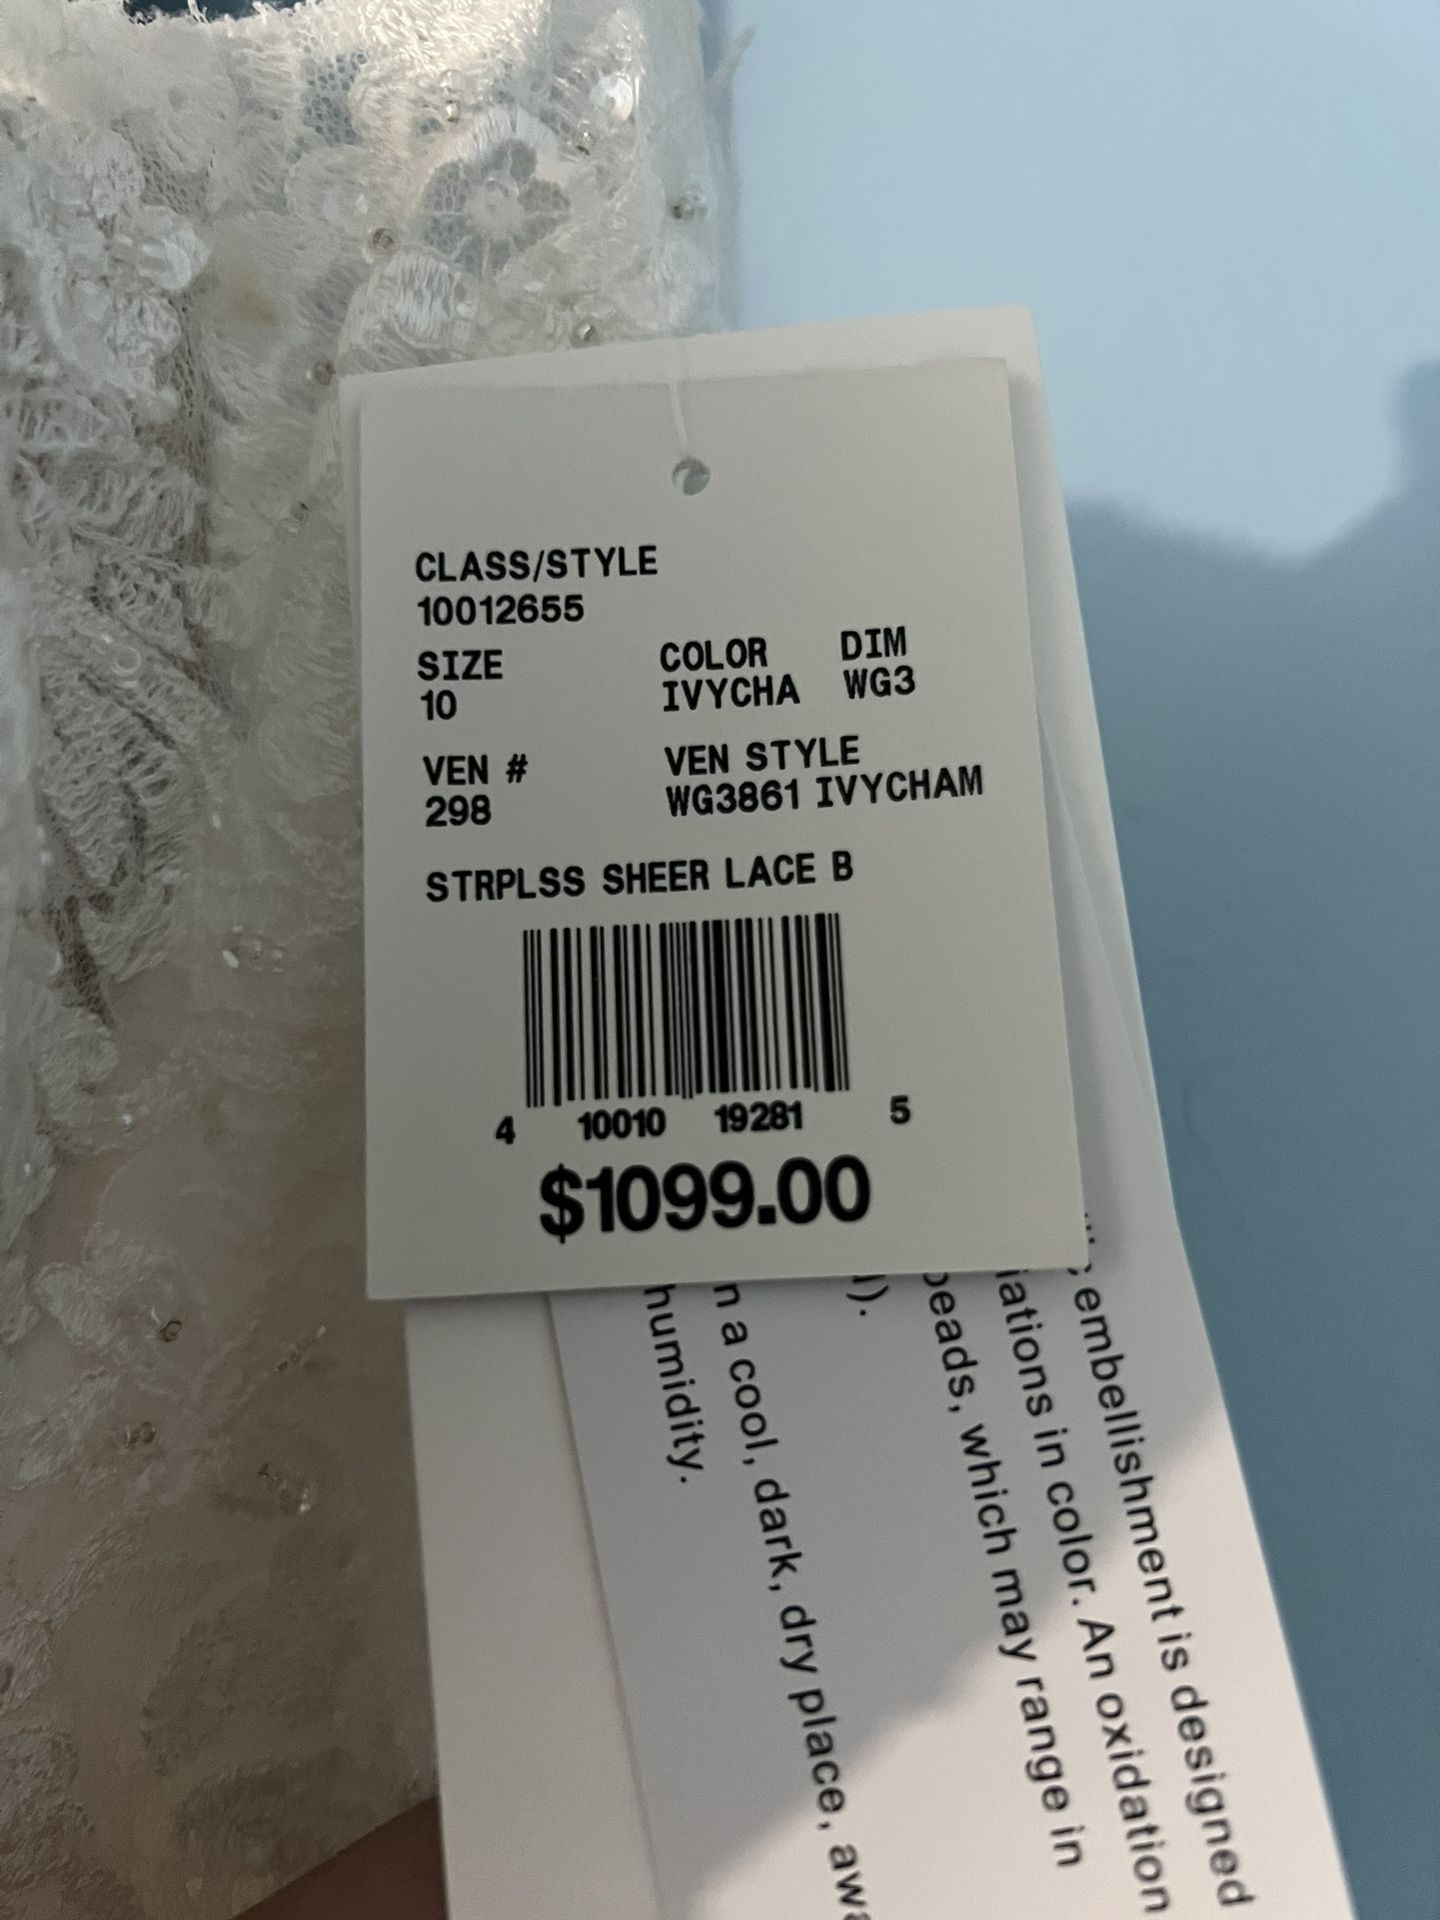 CLASS/STYLE
10012655
SIZE COLOR DIM
10 IVYCHA WG3
VEN # VEN STYLE
298 WG3861 IVYCHAM
STRPLSS SHEER LACE B
4 10010 19281 5
$1099.00
embellishment is designed
iations in color. An oxidation
beads, which may range in
l).
n a cool, dark, dry place, awa
humidity.